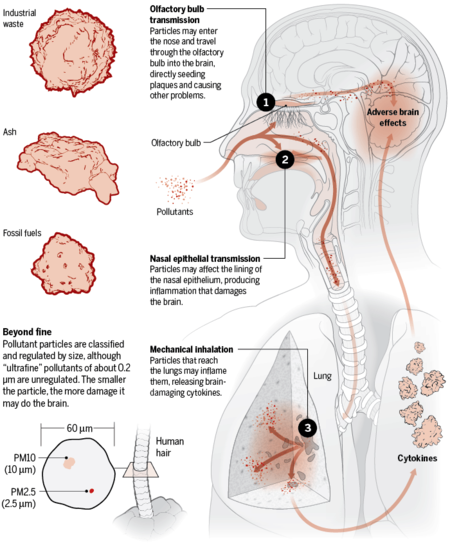 Industrial
waste
Ash
Fossil fuels
Olfactory bulb
transmission
Particles may enter
the nose and travel
through the olfactory
bulb into the brain,
directly seeding
plaques and causing
other problems.
1
Adverse brain
effects
Olfactory bulb
2
Pollutants
Nasal epithelial transmission
Particles may affect the lining of
the nasal epithelium, producing
inflammation that damages
the brain.
Beyond fine
Pollutant particles are classified
and regulated by size, although
“ultrafine” pollutants of about 0.2
μm are unregulated. The smaller
the particle, the more damage it
may do the brain.
60 μm
PM10
(10 μm)
PM2.5
(2.5 μm)
Human
hair
Mechanical inhalation
Particles that reach
the lungs may inflame
them, releasing brain-
damaging cytokines.
Lung
3
Cytokines